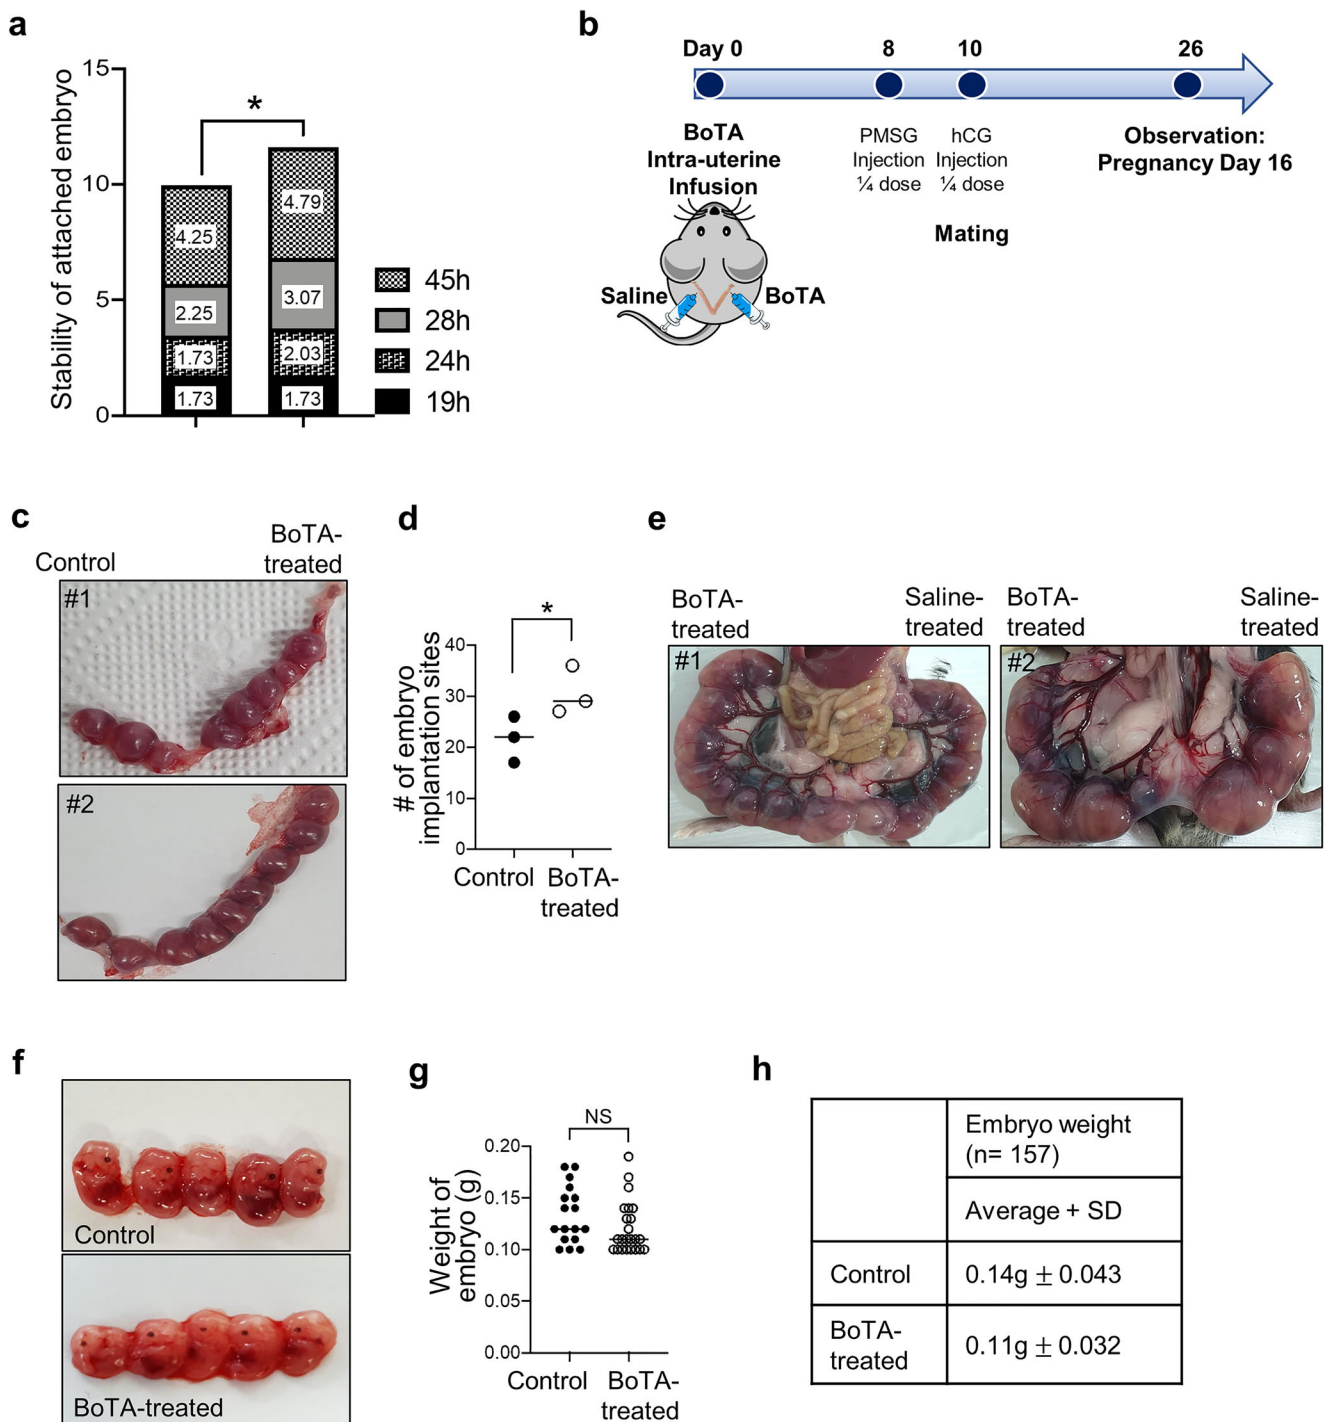 a
Stability of attached embryo
15
10
5
0
*
4.25
2.25
1.73
1.73
4.79
3.07
2.03
1.73
45h
28h
24h
19h
b
Day 0
8
10
26
BoTA
Intra-uterine
Infusion
PMSG
Injection
¼ dose
hCG
Injection
¼ dose
Mating
Observation:
Pregnancy Day 16
Saline
BoTA
c
Control
BoTA-
treated
#1
#2
d
# of embryo
implantation sites
40
30
20
10
0
*
Control
BoTA-
treated
e
BoTA-
treated
Saline-
treated
#1
BoTA-
treated
Saline-
treated
#2
f
Control
BoTA-treated
g
Weight of
embryo (g)
0.20
0.15
0.10
0.05
0.00
NS
Control
BoTA-
treated
h
Embryo weight
(n= 157)
Average + SD
Control
0.14g ± 0.043
BoTA-
treated
0.11g ± 0.032